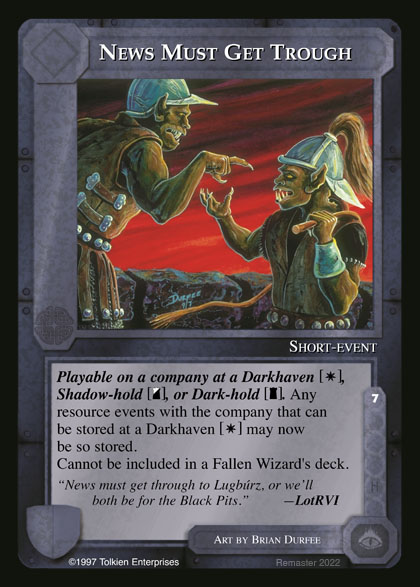 News Must Get Trough
Durfee
Short-event
Playable on a company at a Darkhaven [✶],
Shadow-hold [◪], or Dark-hold [■]. Any
resource events with the company that can
be stored at a Darkhaven [✶] may now
be so stored.
Cannot be included in a Fallen Wizard's deck.
7
“News must get through to Lugbúrz, or we'll
both be for the Black Pits.” —LotRVI
H
Art by Brian Durfee
©1997 Tolkien Enterprises
Remaster 2022